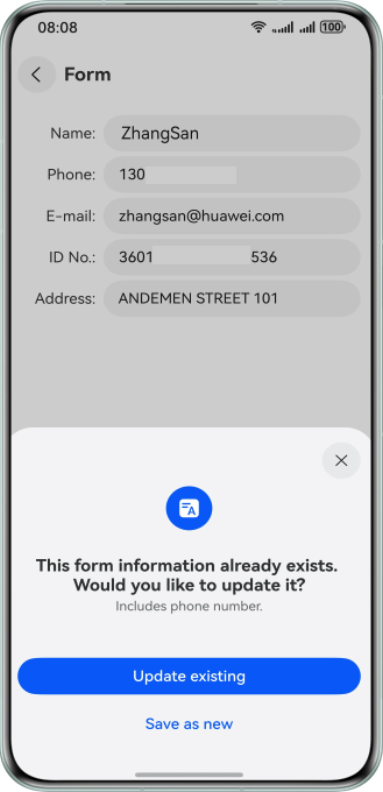 08:08
100
Form
Name: ZhangSan
Phone: 130
E-mail: zhangsan@huawei.com
ID No.: 3601 536
Address: ANDEMEN STREET 101
A
This form information already exists.
Would you like to update it?
Includes phone number.
Update existing
Save as new